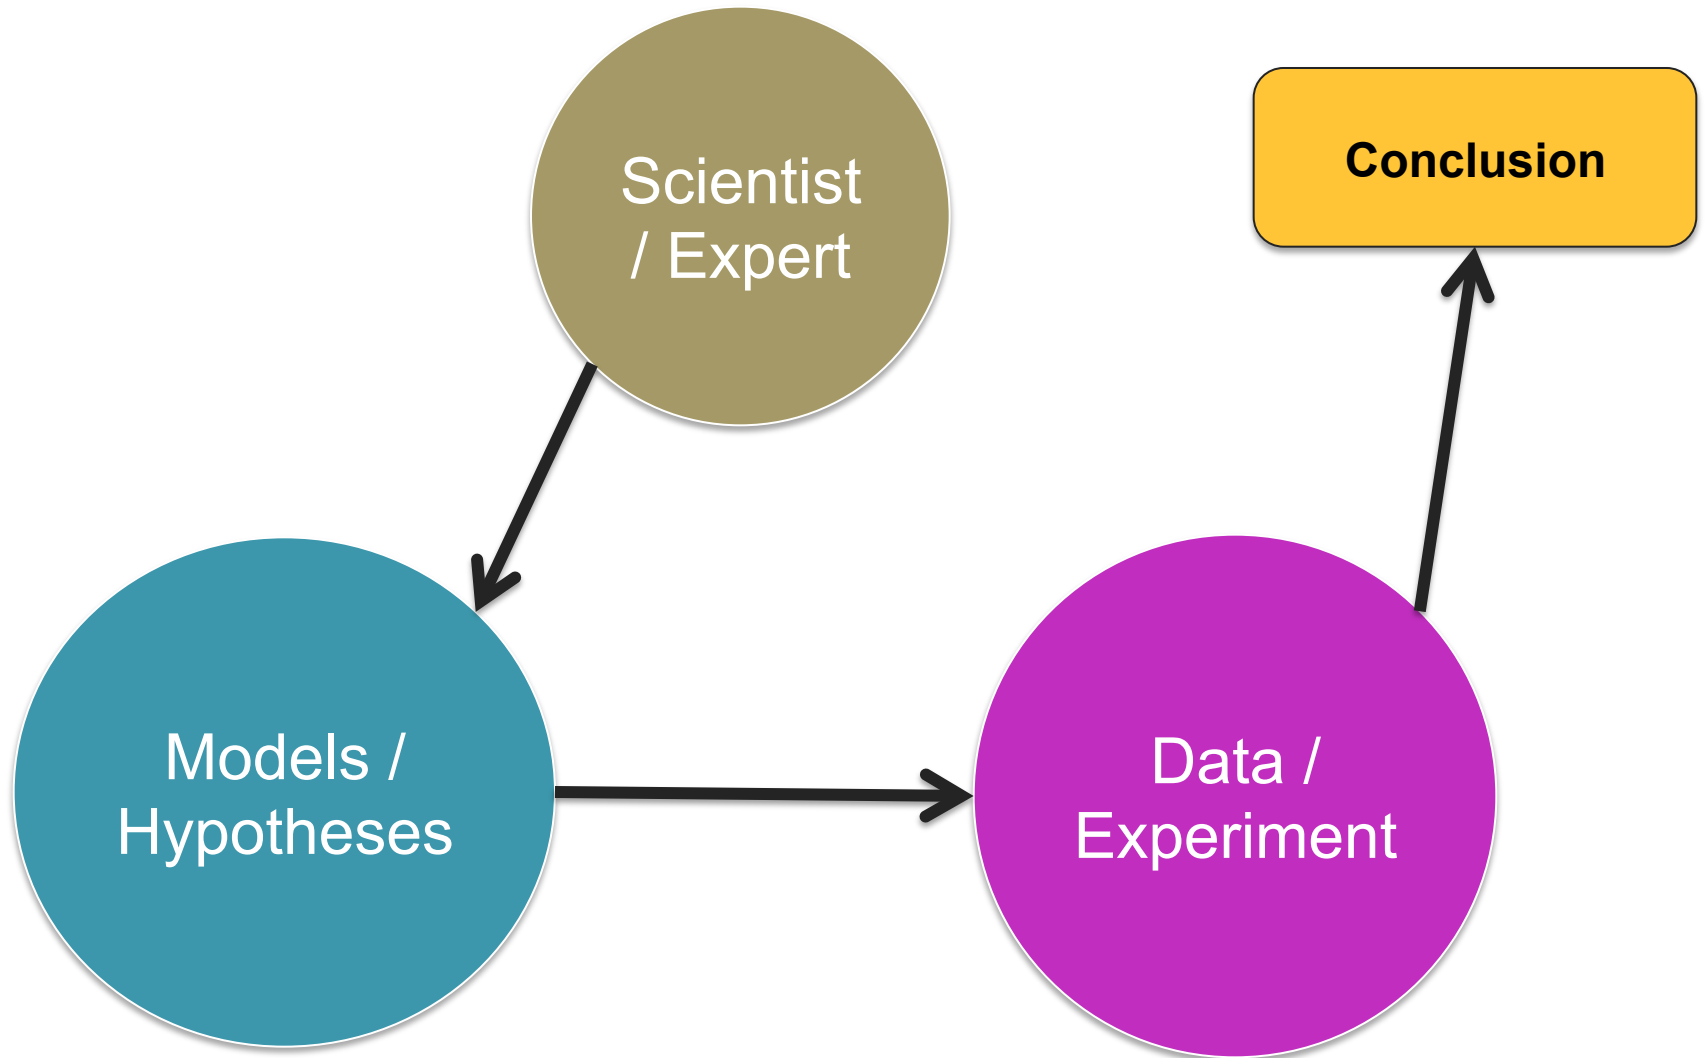 Scientist
/ Expert
Conclusion
Models /
Hypotheses
Data /
Experiment